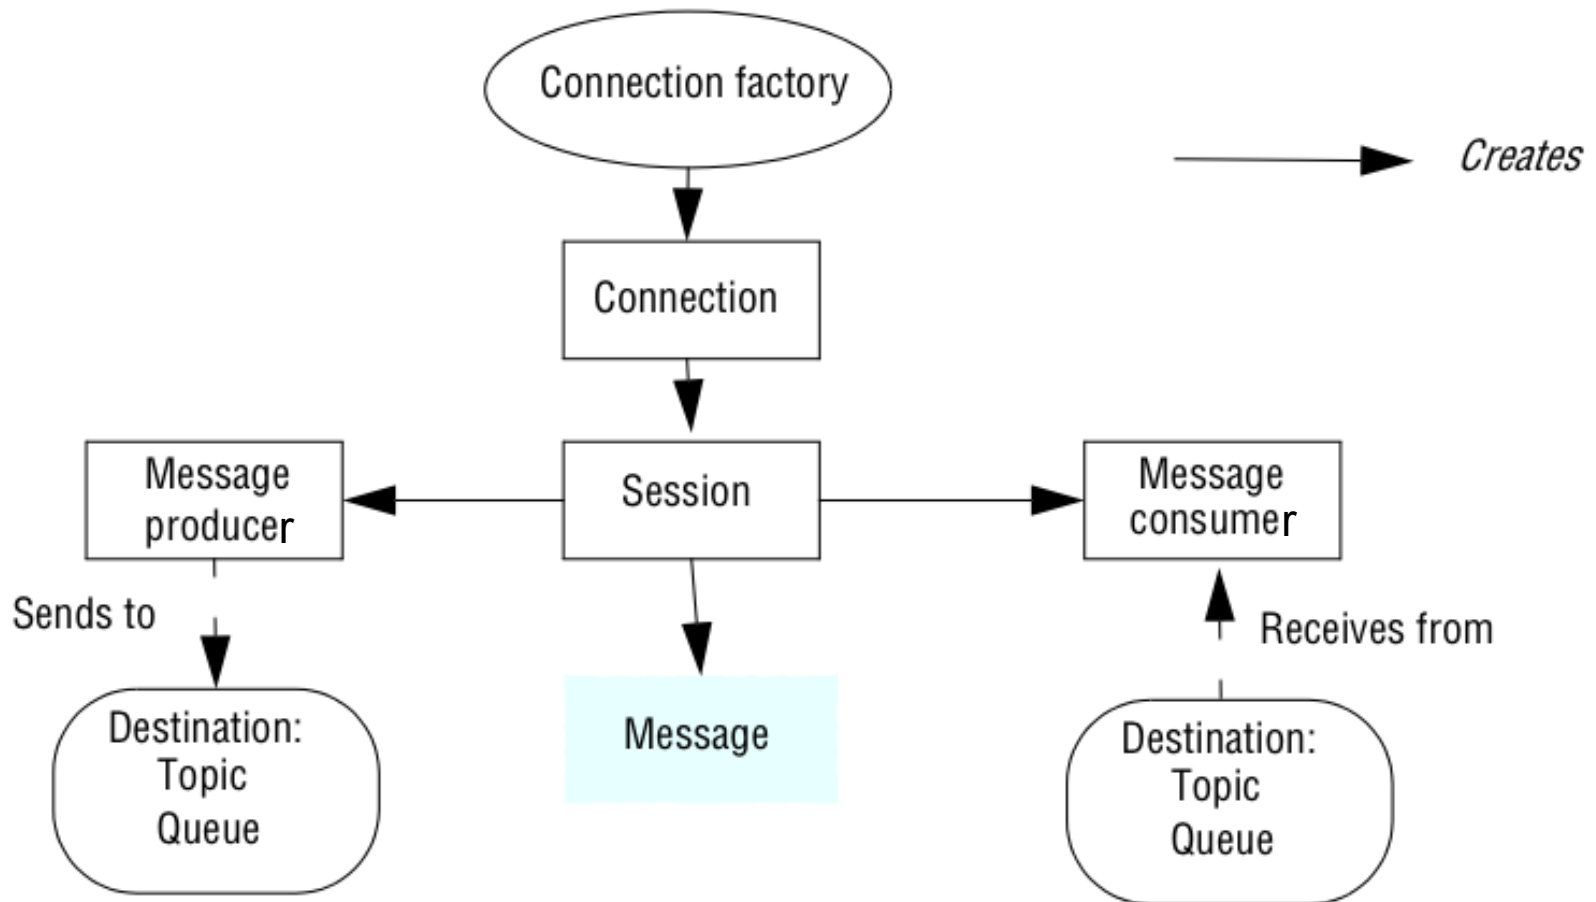 Connection factory
Creates
Connection
Message
producer
Session
Message
consumer
Sends to
Receives from
Destination:
Topic
Queue
Message
Destination:
Topic
Queue